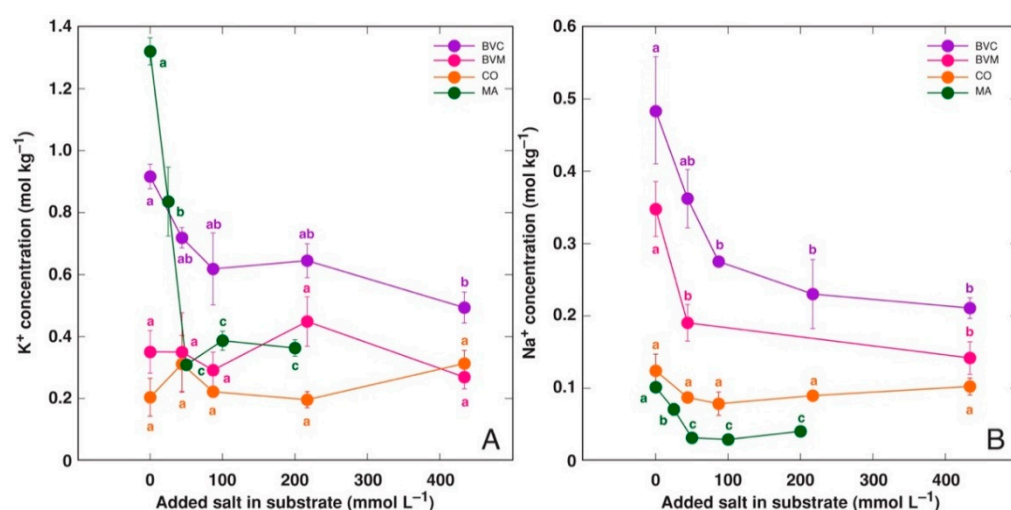 1.4
1.2
1.0
0.8
0.6
0.4
0.2
0
K⁺ concentration (mol kg⁻¹)
0
100
200
300
400
Added salt in substrate (mmol L⁻¹)
BVC
BVM
CO
MA
a
a
b
ab
ab
ab
b
a
a
a
a
a
c
c
c
a
a
a
a
a
A
0.6
0.5
0.4
0.3
0.2
0.1
0
Na⁺ concentration (mol kg⁻¹)
0
100
200
300
400
Added salt in substrate (mmol L⁻¹)
BVC
BVM
CO
MA
a
ab
b
b
b
a
b
b
a
a
a
a
a
a
b
c
c
c
B